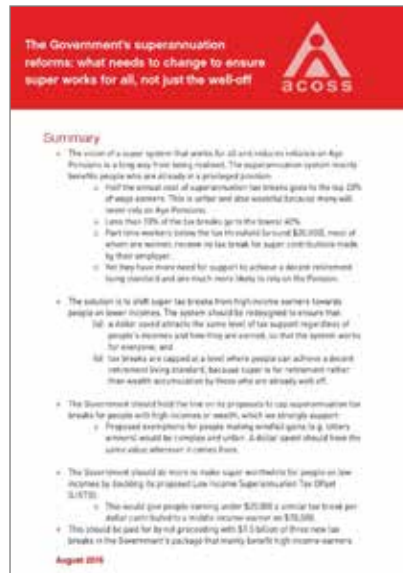 The Government's superannuation
reforms: what needs to change to ensure
super works for all, not just the well-off
acoss
Summary
The vision of a super system that works for all and reduces reliance on Age
Pensions is a long way from being realised. The superannuation system mainly
benefits people who are already in a privileged position:
Half the annual cost of superannuation tax breaks goes to the top 20%
of wage earners. This is unfair and also wasteful because many will
never rely on Age Pensions.
Less than 10% of the tax breaks go to the lowest 40%.
Part time workers below the tax threshold (around $20,000), most of
whom are women, receive no tax break for super contributions made
by their employer.
Yet they have more need for support to achieve a decent retirement
living standard and are much more likely to rely on the Pension.
The solution is to shift super tax breaks from high income earners towards
people on lower incomes. The system should be redesigned to ensure that:
(a) a dollar saved attracts the same level of tax support regardless of
people's incomes and how they are earned, so that the system works
for everyone; and
(b) tax breaks are capped at a level where people can achieve a decent
retirement living standard, because super is for retirement rather
than wealth accumulation by those who are already well off.
The Government should hold the line on its proposals to cap superannuation tax
breaks for people with high incomes or wealth, which we strongly support.
Proposed exemptions for people making windfall gains (e.g. lottery
winners) would be complex and unfair. A dollar saved should have the
same value wherever it comes from.
The Government should do more to make super worthwhile for people on low
incomes by doubling its proposed Low Income Superannuation Tax Offset
(LISTO).
This would give people earning under $20,000 a similar tax break per
dollar contributed to a middle income-earner on $70,000.
This should be paid for by not proceeding with $1.5 billion of three new tax
breaks in the Government's package that mainly benefit high income-earners
August 2016